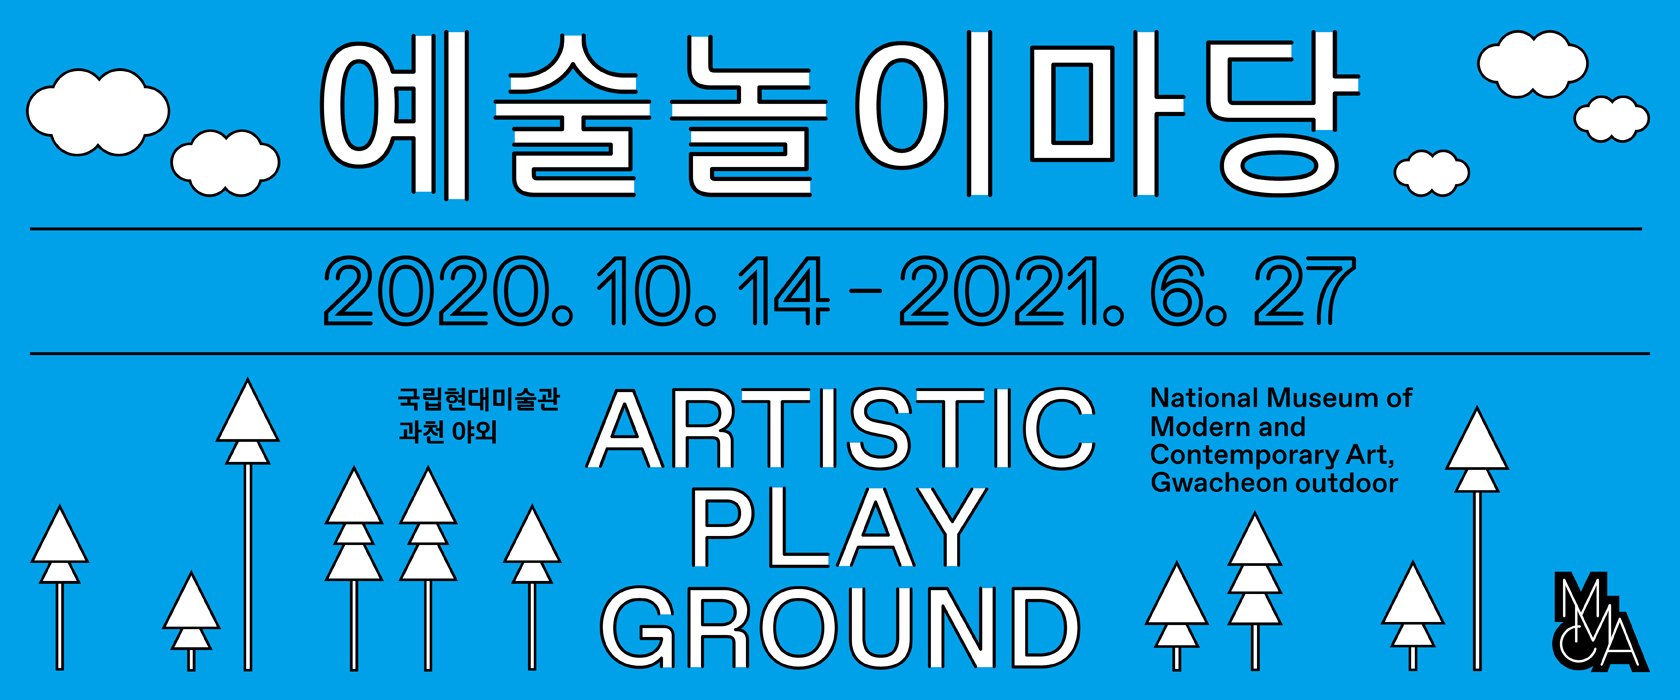 예술놀이마당
2020. 10. 14 – 2021. 6. 27
국립현대미술관
과천 야외
ARTISTIC
PLAY
GROUND
National Museum of
Modern and
Contemporary Art,
Gwacheon outdoor
MMCA